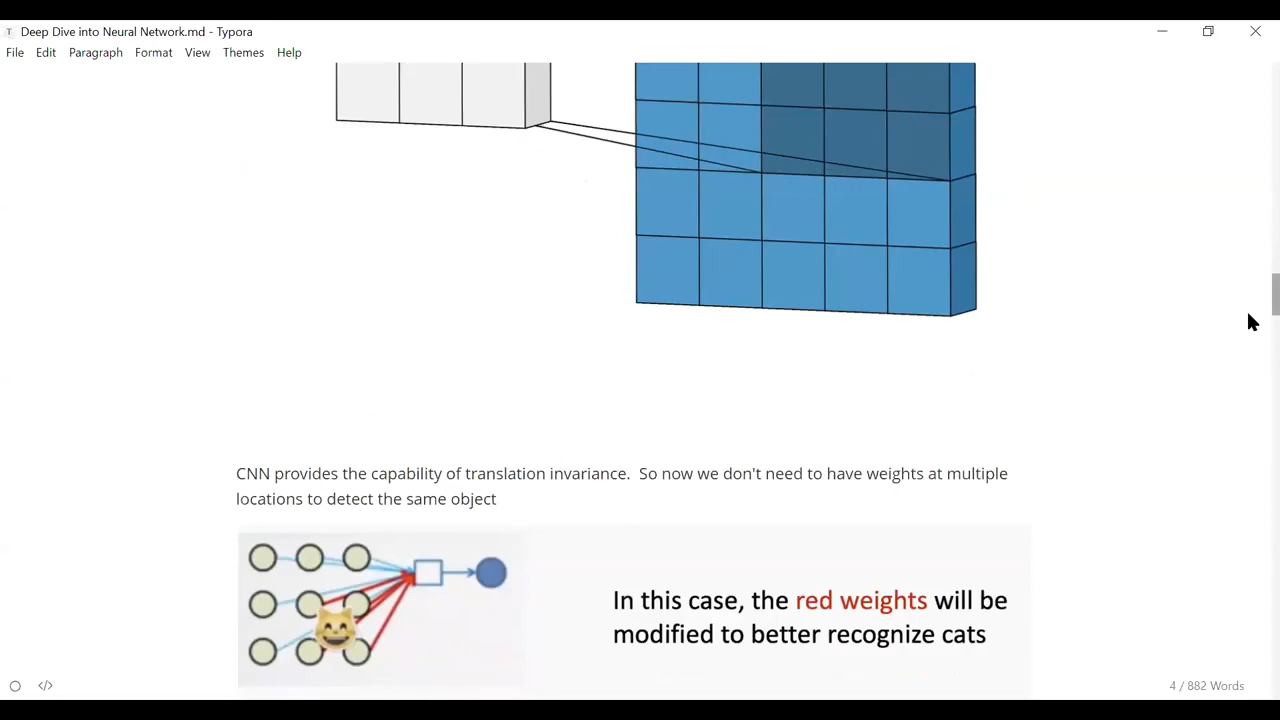 Deep Dive into Neural Network.md - Typora
File Edit Paragraph Format View Themes Help
CNN provides the capability of translation invariance.  So now we don't need to have weights at multiple
locations to detect the same object
In this case, the red weights will be
modified to better recognize cats
4 / 882 Words